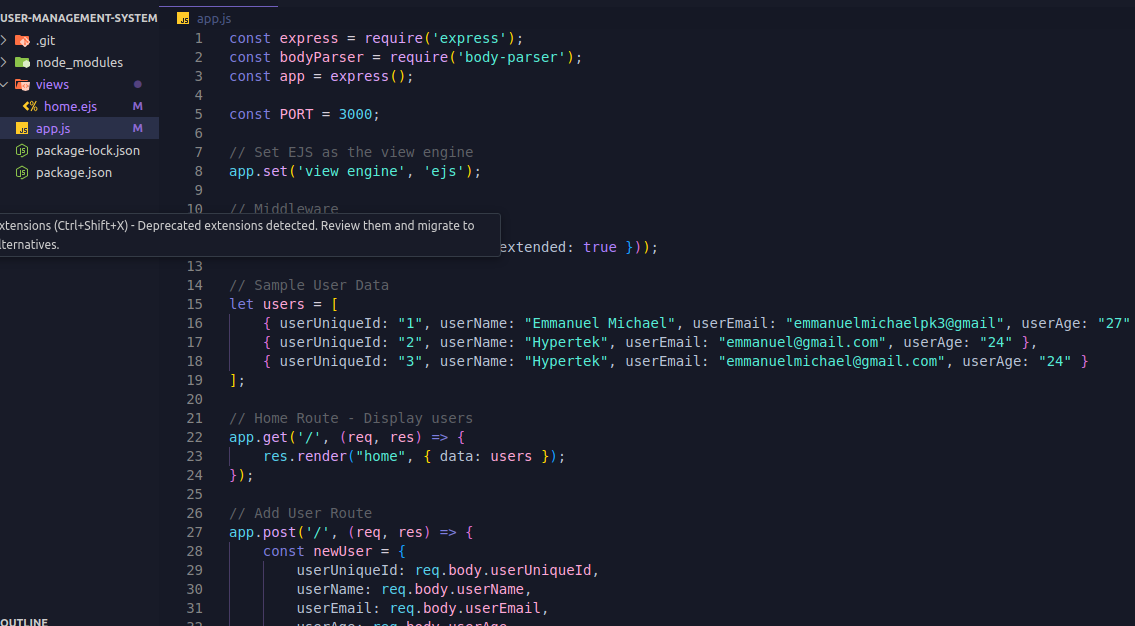 USER-MANAGEMENT-SYSTEM
.git
node_modules
views
home.ejs M
app.js M
package-lock.json
package.json
xtensions (Ctrl+Shift+X) - Deprecated extensions detected. Review them and migrate to
lternatives.
OUTLINE
JS app.js
1 const express = require('express');
2 const bodyParser = require('body-parser');
3 const app = express();
4
5 const PORT = 3000;
6
7 // Set EJS as the view engine
8 app.set('view engine', 'ejs');
9
10 // Middleware
extended: true }));
13
14 // Sample User Data
15 let users = [
16 { userUniqueId: "1", userName: "Emmanuel Michael", userEmail: "emmanuelmichaelpk3@gmail", userAge: "27"
17 { userUniqueId: "2", userName: "Hypertek", userEmail: "emmanuel@gmail.com", userAge: "24" },
18 { userUniqueId: "3", userName: "Hypertek", userEmail: "emmanuelmichael@gmail.com", userAge: "24" }
19 ];
20
21 // Home Route - Display users
22 app.get('/', (req, res) => {
23 res.render("home", { data: users });
24 });
25
26 // Add User Route
27 app.post('/', (req, res) => {
28 const newUser = {
29 userUniqueId: req.body.userUniqueId,
30 userName: req.body.userName,
31 userEmail: req.body.userEmail,
32 userAge: req.body.userAge